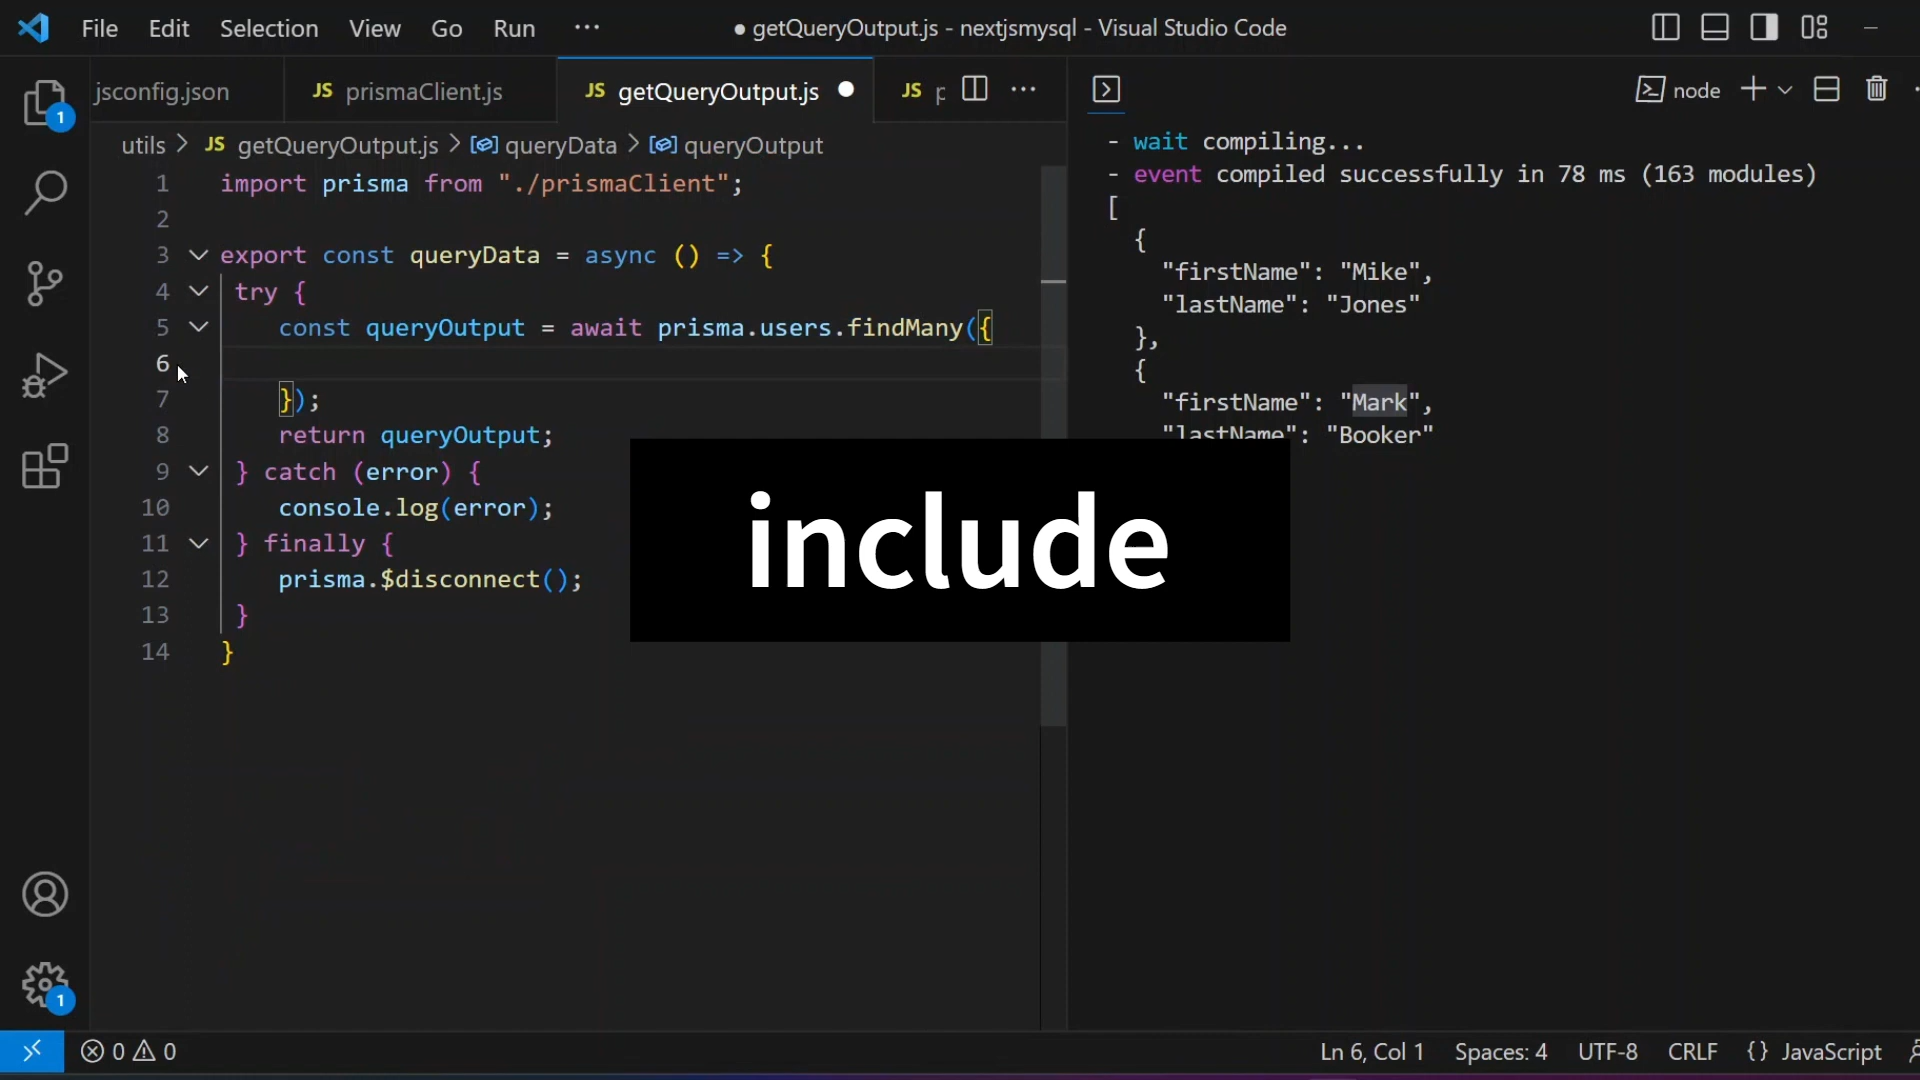 File Edit Selection View Go Run ···
● getQueryOutput.js - nextjsmysql - Visual Studio Code
jsconfig.json
JS prismaClient.js
JS getQueryOutput.js ●
JS p
utils > JS getQueryOutput.js > queryData > queryOutput
1 import prisma from "./prismaClient";
2
3 export const queryData = async () => {
4 try {
5 const queryOutput = await prisma.users.findMany({
6
7 });
8 return queryOutput;
9 } catch (error) {
10 console.log(error);
11 } finally {
12 prisma.$disconnect();
13 }
14 }
node
- wait compiling...
- event compiled successfully in 78 ms (163 modules)
[
{
"firstName": "Mike",
"lastName": "Jones"
},
{
"firstName": "Mark",
"lastName": "Booker"
include
1
1
0 0
Ln 6, Col 1 Spaces: 4 UTF-8 CRLF {} JavaScript